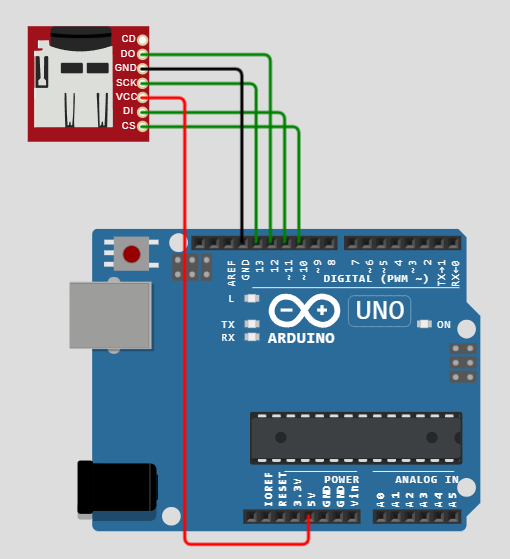 CD
DO
GND
SCK
VCC
DI
CS
AREF
GND
13
12
~11
~10
~9
8
7
~6
~5
4
~3
2
TX→1
RX←0
DIGITAL (PWM ~)
L
TX
RX
ARDUINO
UNO
ON
POWER
ANALOG IN
IOREF
RESET
3.3V
5V
GND
GND
Vin
A0
A1
A2
A3
A4
A5